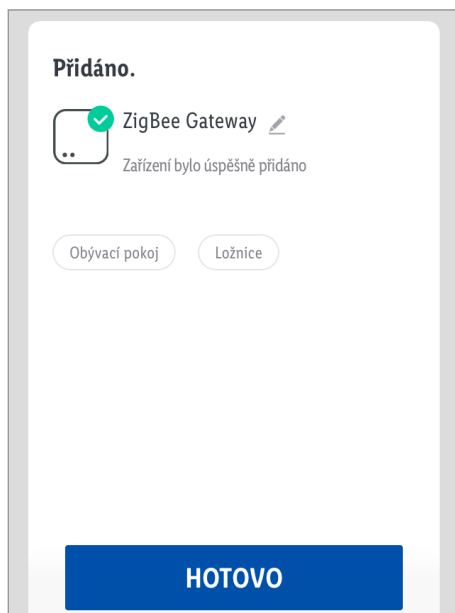 Přidáno.
ZigBee Gateway
Zařízení bylo úspěšně přidáno
Obývací pokoj
Ložnice
HOTOVO